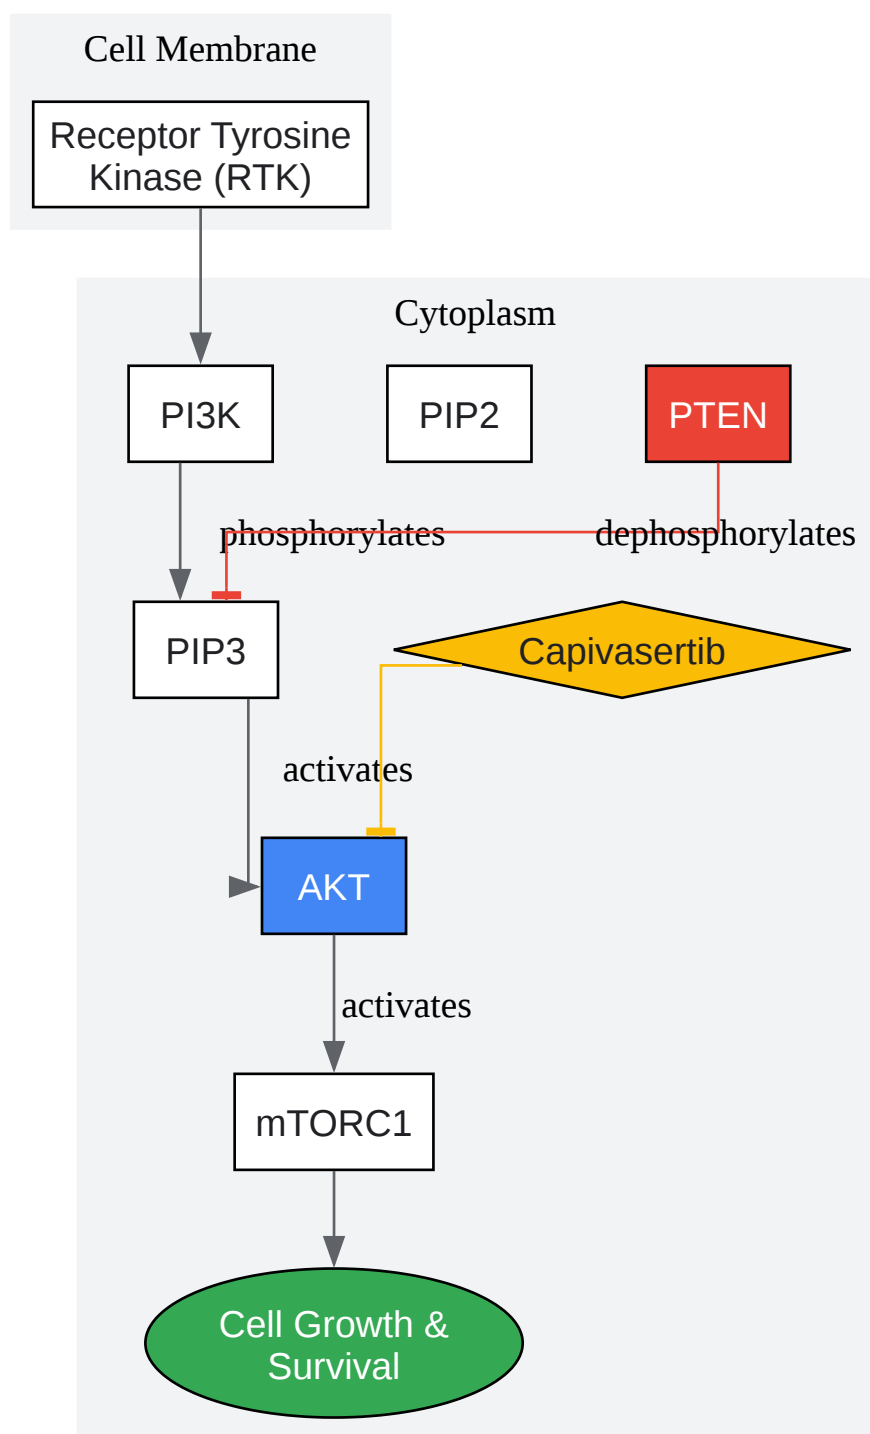 Cell Membrane
Receptor Tyrosine
Kinase (RTK)
Cytoplasm
PI3K
PIP2
PTEN
phosphorylates
dephosphorylates
PIP3
Capivasertib
activates
AKT
activates
mTORC1
Cell Growth &
Survival